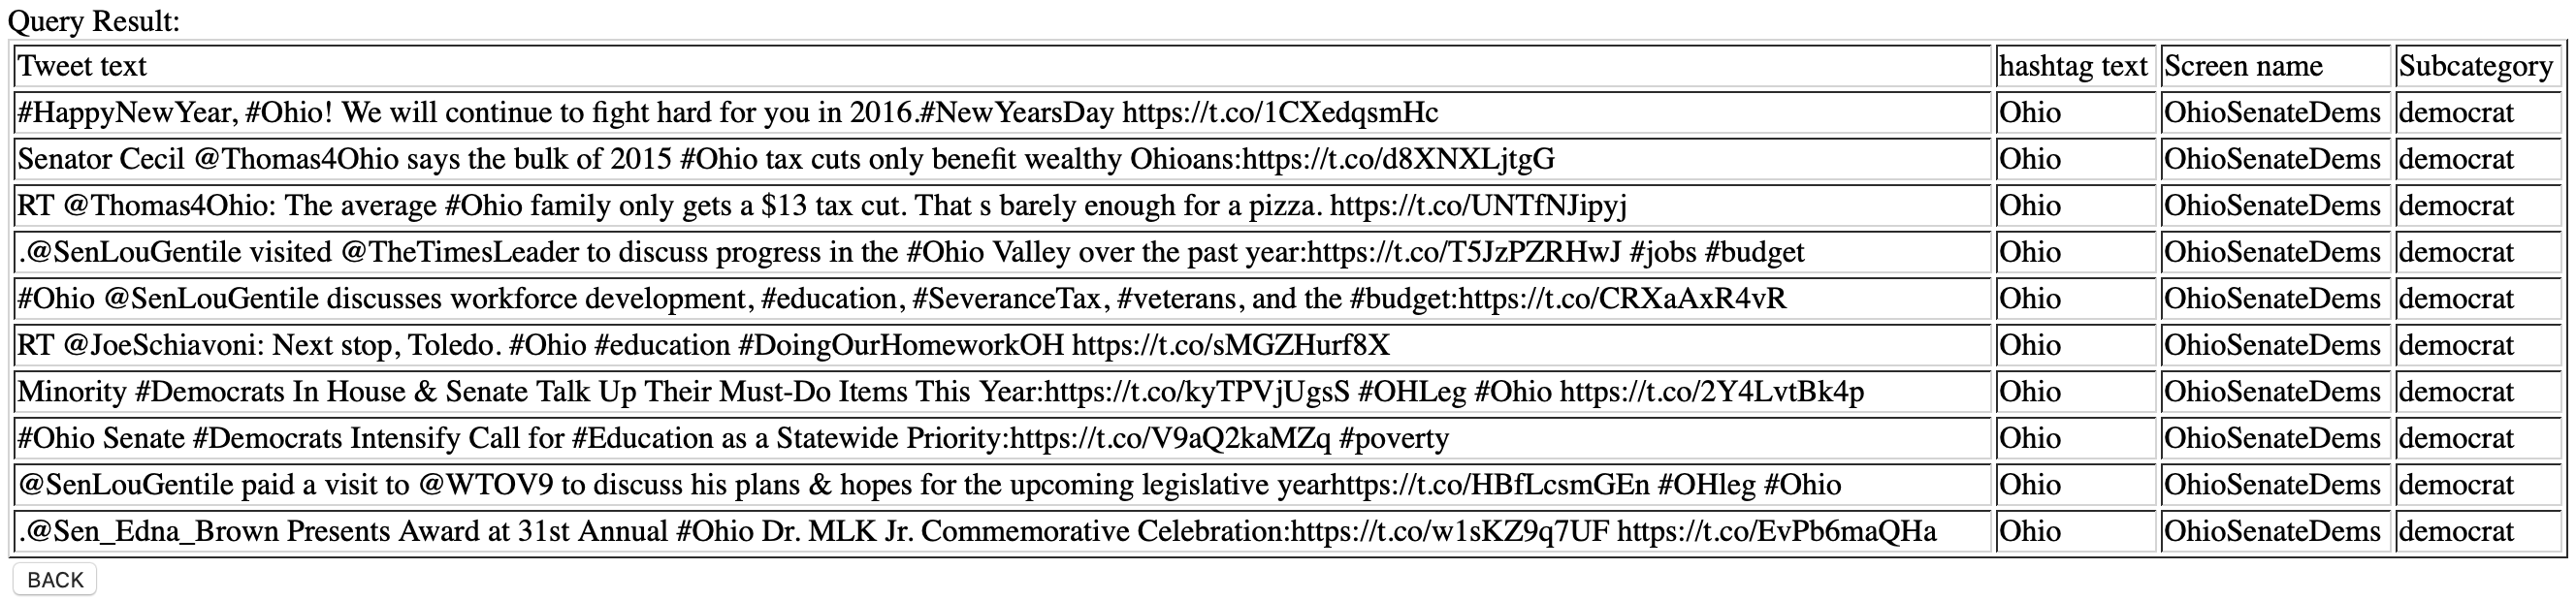 Query Result:
Tweet text hashtag text Screen name Subcategory
#HappyNewYear, #Ohio! We will continue to fight hard for you in 2016.#NewYearsDay https://t.co/1CXedqsmHc Ohio OhioSenateDems democrat
Senator Cecil @Thomas4Ohio says the bulk of 2015 #Ohio tax cuts only benefit wealthy Ohioans:https://t.co/d8XNXLjtgG Ohio OhioSenateDems democrat
RT @Thomas4Ohio: The average #Ohio family only gets a $13 tax cut. That s barely enough for a pizza. https://t.co/UNTfNJipyj Ohio OhioSenateDems democrat
.@SenLouGentile visited @TheTimesLeader to discuss progress in the #Ohio Valley over the past year:https://t.co/T5JzPZRHwJ #jobs #budget Ohio OhioSenateDems democrat
#Ohio @SenLouGentile discusses workforce development, #education, #SeveranceTax, #veterans, and the #budget:https://t.co/CRXaAxR4vR Ohio OhioSenateDems democrat
RT @JoeSchiavoni: Next stop, Toledo. #Ohio #education #DoingOurHomeworkOH https://t.co/sMGZHurf8X Ohio OhioSenateDems democrat
Minority #Democrats In House & Senate Talk Up Their Must-Do Items This Year:https://t.co/kyTPVjUgsS #OHLeg #Ohio https://t.co/2Y4LvtBk4p Ohio OhioSenateDems democrat
#Ohio Senate #Democrats Intensify Call for #Education as a Statewide Priority:https://t.co/V9aQ2kaMZq #poverty Ohio OhioSenateDems democrat
@SenLouGentile paid a visit to @WTOV9 to discuss his plans & hopes for the upcoming legislative yearhttps://t.co/HBfLcsmGEn #OHleg #Ohio Ohio OhioSenateDems democrat
.@Sen_Edna_Brown Presents Award at 31st Annual #Ohio Dr. MLK Jr. Commemorative Celebration:https://t.co/w1sKZ9q7UF https://t.co/EvPb6maQHa Ohio OhioSenateDems democrat
BACK